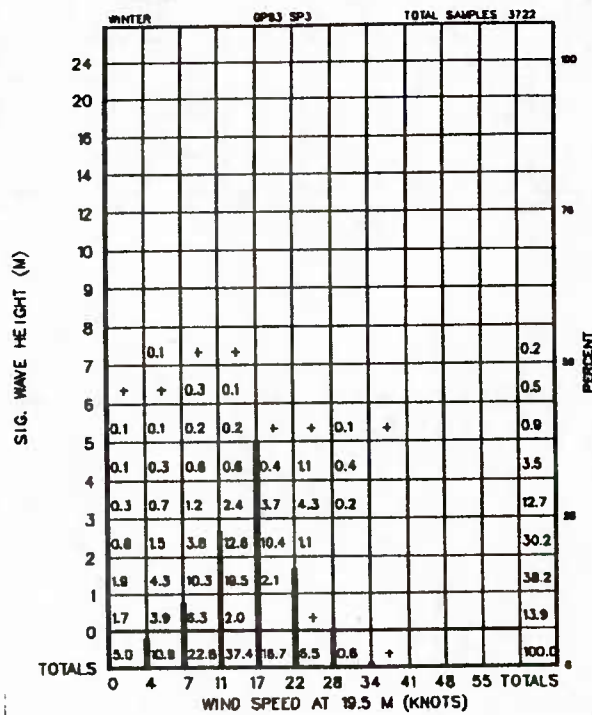 WINTER GPB3 SP3 TOTAL SAMPLES 3722
24 100
20
16
14
12 75
10
9
8
0.1 + + 0.2
7 50
+ + 0.3 0.1 0.5
6
0.1 0.1 0.2 0.2 + + 0.1 + 0.9
5
0.1 0.3 0.6 0.6 0.4 1.1 0.4 3.5
4
0.3 0.7 1.2 2.4 3.7 4.3 0.2 12.7
3 25
0.8 1.5 3.8 12.8 10.4 1.1 30.2
2
1.9 4.3 10.3 19.5 2.1 38.2
1
1.7 3.9 6.3 2.0 + 13.9
0
5.0 10.8 22.6 37.4 16.7 6.5 0.8 + 100.0
TOTALS
0 4 7 11 17 22 28 34 41 48 55 TOTALS
WIND SPEED AT 19.5 M (KNOTS)
SIG. WAVE HEIGHT (M)
PERCENT